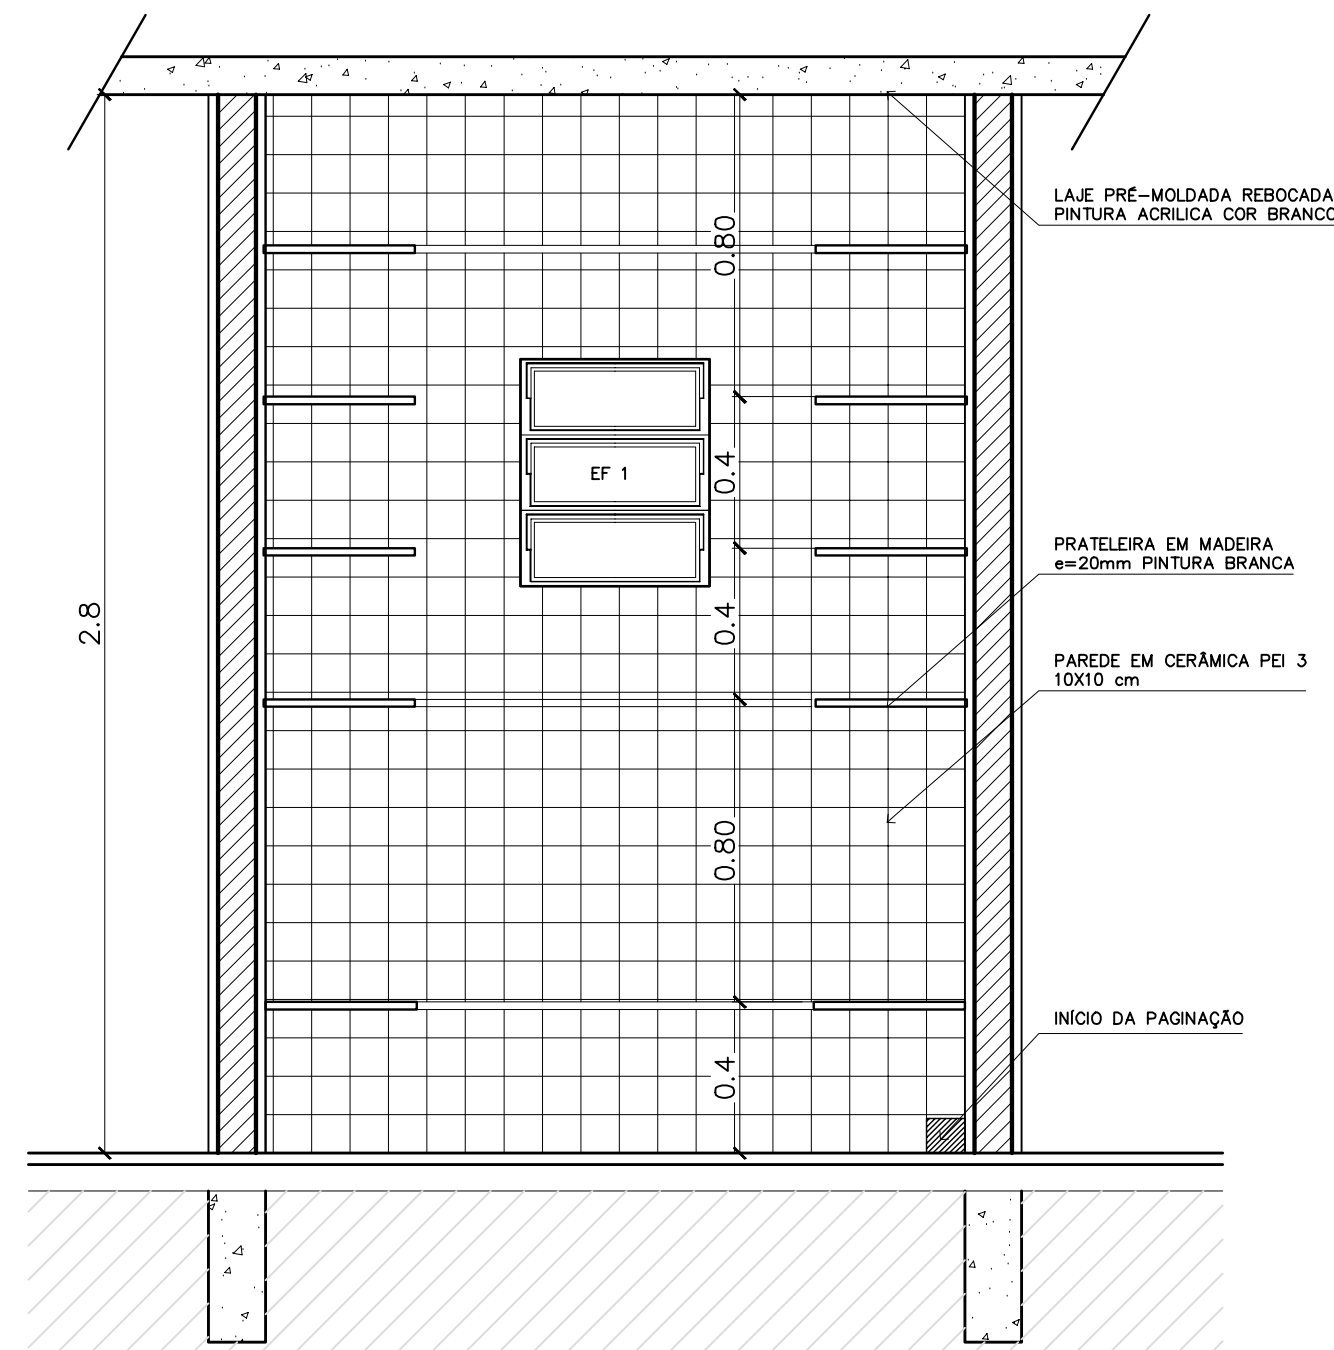 LAJE PRÉ-MOLDADA REBOCADA
PINTURA ACRILICA COR BRANCO
0.80
EF 1
0.4
PRATELEIRA EM MADEIRA
e=20mm PINTURA BRANCA
2.8
0.4
PAREDE EM CERÂMICA PEI 3
10X10 cm
0.80
INÍCIO DA PAGINAÇÃO
0.4